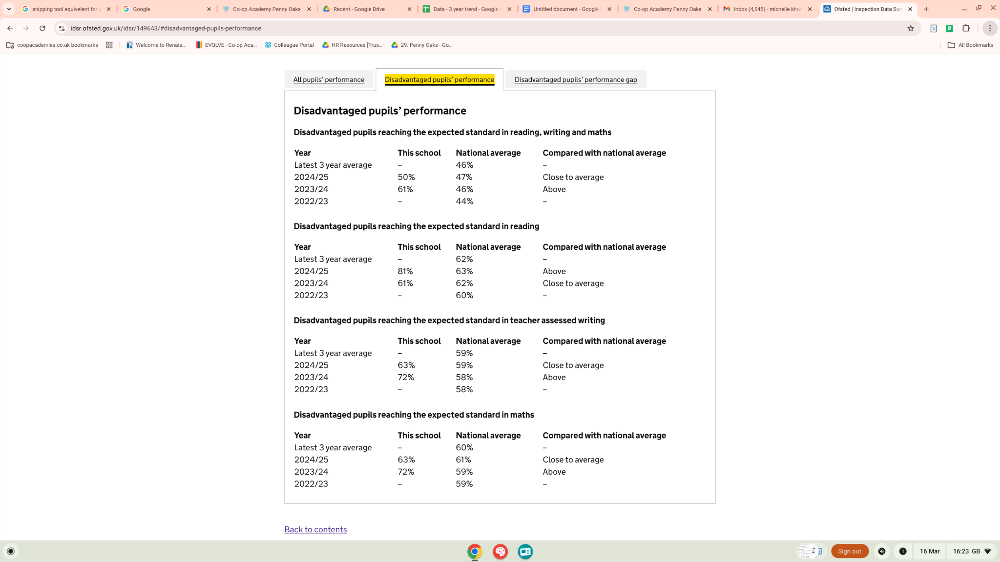 snipping tool equivelent for g
Google
Co-op Academy Penny Oaks
Recent - Google Drive
Data - 3 year trend - Google S
Untitled document - Google
Co-op Academy Penny Oaks
Inbox (4,545) - michelle.khan
Ofsted | Inspection Data Sum
idsr.ofsted.gov.uk/idsr/149643/#disadvantaged-pupils-performance
coopacademies.co.uk bookmarks
Welcome to Renais...
EVOLVE - Co-op Aca...
Colleague Portal
HR Resources [Trus...
29. Penny Oaks - Go...
All Bookmarks
All pupils’ performance
Disadvantaged pupils’ performance
Disadvantaged pupils’ performance gap
Disadvantaged pupils’ performance
Disadvantaged pupils reaching the expected standard in reading, writing and maths
Year This school National average Compared with national average
Latest 3 year average – 46% –
2024/25 50% 47% Close to average
2023/24 61% 46% Above
2022/23 – 44% –
Disadvantaged pupils reaching the expected standard in reading
Year This school National average Compared with national average
Latest 3 year average – 62% –
2024/25 81% 63% Above
2023/24 61% 62% Close to average
2022/23 – 60% –
Disadvantaged pupils reaching the expected standard in teacher assessed writing
Year This school National average Compared with national average
Latest 3 year average – 59% –
2024/25 63% 59% Close to average
2023/24 72% 58% Above
2022/23 – 58% –
Disadvantaged pupils reaching the expected standard in maths
Year This school National average Compared with national average
Latest 3 year average – 60% –
2024/25 63% 61% Close to average
2023/24 72% 59% Above
2022/23 – 59% –
Back to contents
Sign out
1
16 Mar
16:23 GB